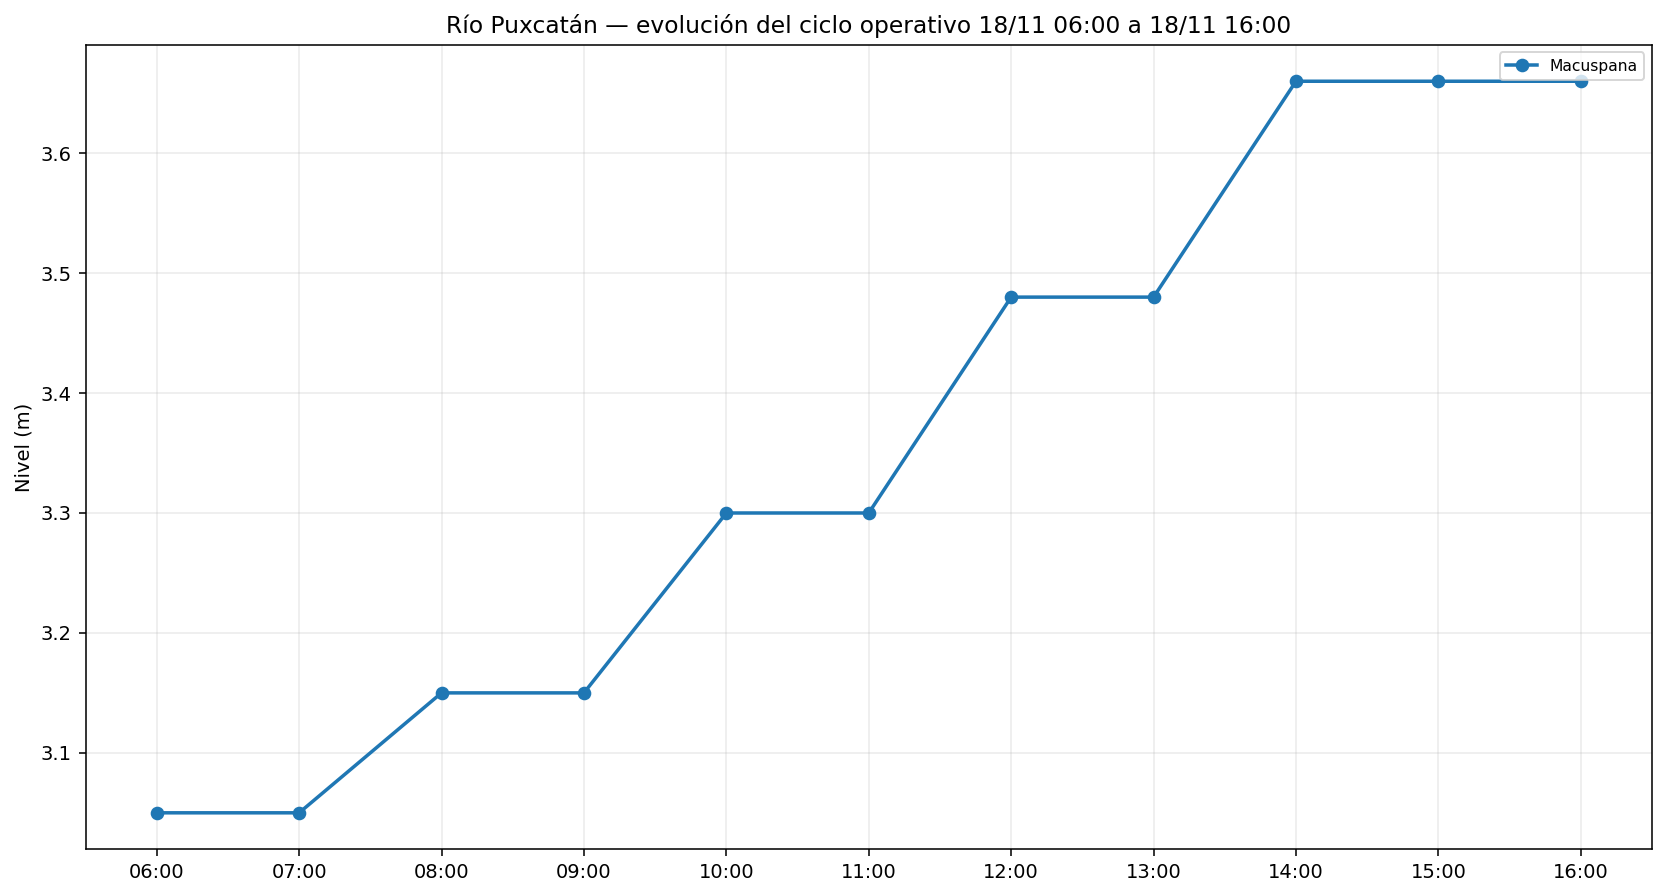 Río Puxcatán — evolución del ciclo operativo 18/11 06:00 a 18/11 16:00
Macuspana
Nivel (m)
3.6
3.5
3.4
3.3
3.2
3.1
06:00 07:00 08:00 09:00 10:00 11:00 12:00 13:00 14:00 15:00 16:00